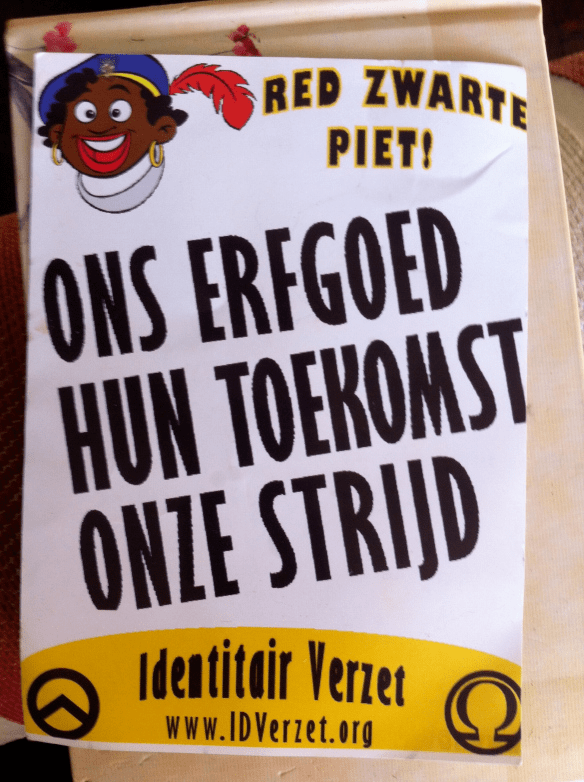 RED ZWARTE
PIET!
ONS ERFGOED
HUN TOEKOMST
ONZE STRIJD
Identitair Verzet
www.IDVerzet.org